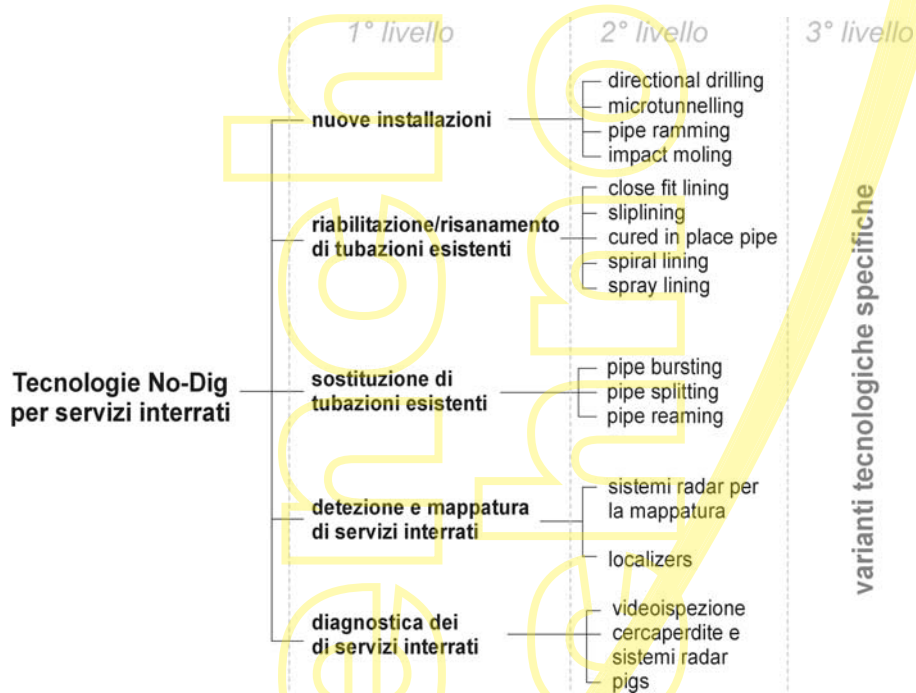 1° livello
2° livello
3° livello
nuove installazioni
directional drilling
microtunnelling
pipe ramming
impact moling
riabilitazione/risanamento
di tubazioni esistenti
close fit lining
sliplining
cured in place pipe
spiral lining
spray lining
Tecnologie No-Dig
per servizi interrati
sostituzione di
tubazioni esistenti
pipe bursting
pipe splitting
pipe reaming
detezione e mappatura
di servizi interrati
sistemi radar per
la mappatura
localizers
diagnostica dei
di servizi interrati
videoispezione
cercaperdite e
sistemi radar
pigs
varianti tecnologiche specifiche